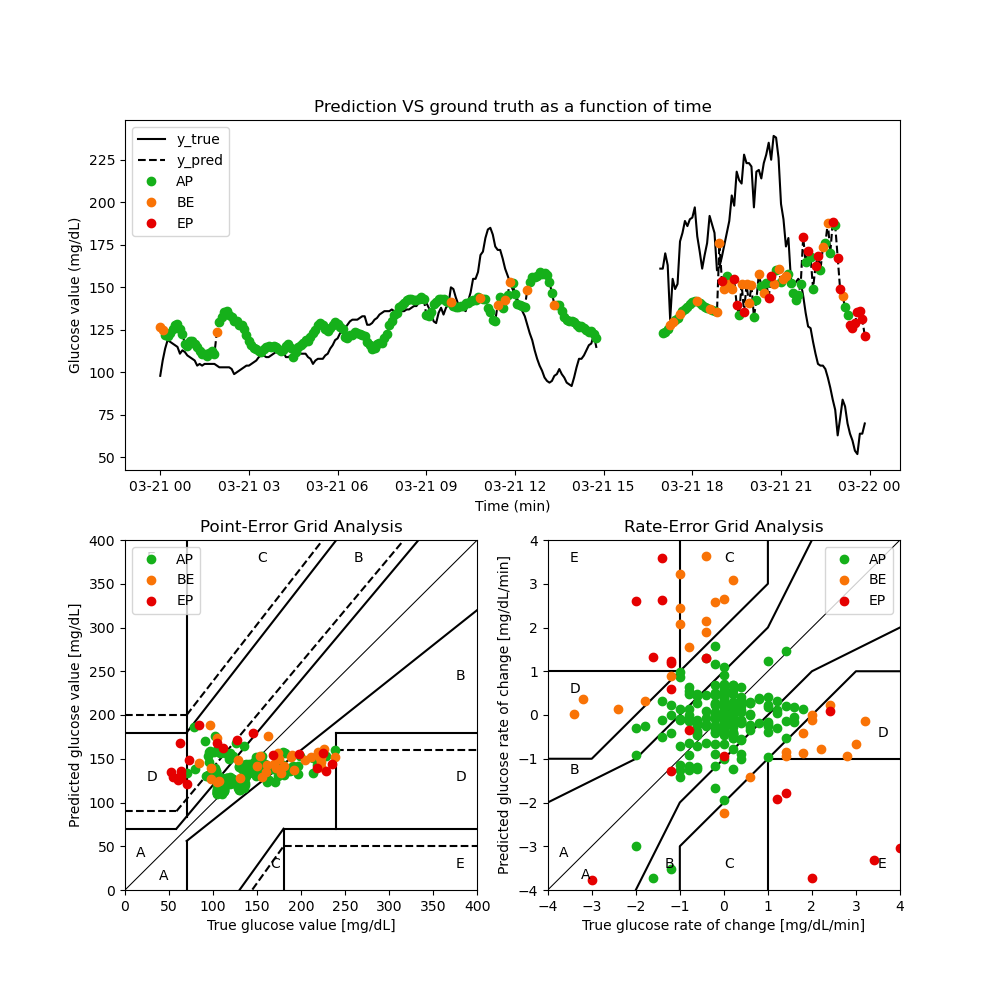 Prediction VS ground truth as a function of time
y_true
y_pred
AP
BE
EP
Glucose value (mg/dL)
225
200
175
150
125
100
75
50
03-21 00 03-21 03 03-21 06 03-21 09 03-21 12 03-21 15 03-21 18 03-21 21 03-22 00
Time (min)
Point-Error Grid Analysis
AP
BE
EP
C
B
B
D
D
A
A
C
E
Predicted glucose value [mg/dL]
400
350
300
250
200
150
100
50
0
0 50 100 150 200 250 300 350 400
True glucose value [mg/dL]
Rate-Error Grid Analysis
E
C
AP
BE
EP
D
D
B
A
A
B
C
E
Predicted glucose rate of change [mg/dL/min]
4
3
2
1
0
−1
−2
−3
−4
−4 −3 −2 −1 0 1 2 3 4
True glucose rate of change [mg/dL/min]